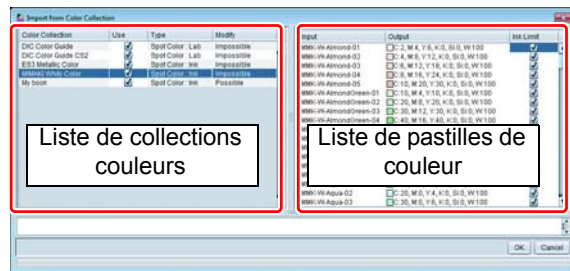 Import from Color Collection
Color Collection Use Type Modify
DIC Color Guide Spot Color : Lab Impossible
DIC Color Guide CS2 Spot Color : Lab Impossible
ES3 Metallic Color Spot Color : Ink Impossible
MIMAKI WMy Color Spot Color : Ink Impossible
My book Spot Color : Ink Possible
Liste de collections
couleurs
Input Output Ink Limit
MMK-W-Almond-01 C:2, M:4, Y:6, K:0, Si:0, W:100
MMK-W-Almond-02 C:4, M:8, Y:12, K:0, Si:0, W:100
MMK-W-Almond-03 C:6, M:12, Y:18, K:0, Si:0, W:100
MMK-W-Almond-04 C:8, M:16, Y:24, K:0, Si:0, W:100
MMK-W-Almond-05 C:10, M:20, Y:30, K:0, Si:0, W:100
MMK-W-AlmondGreen-01 C:10, M:4, Y:10, K:0, Si:0, W:100
MMK-W-AlmondGreen-02 C:20, M:8, Y:20, K:0, Si:0, W:100
MMK-W-AlmondGreen-03 C:30, M:12, Y:30, K:0, Si:0, W:100
MMK-W-AlmondGreen-04 C:40, M:16, Y:40, K:0, Si:0, W:100
Liste de pastilles de
couleur
MMK-W-Aqua-02 C:20, M:0, Y:4, K:0, Si:0, W:100
MMK-W-Aqua-03 C:30, M:0, Y:6, K:0, Si:0, W:100
OK Cancel